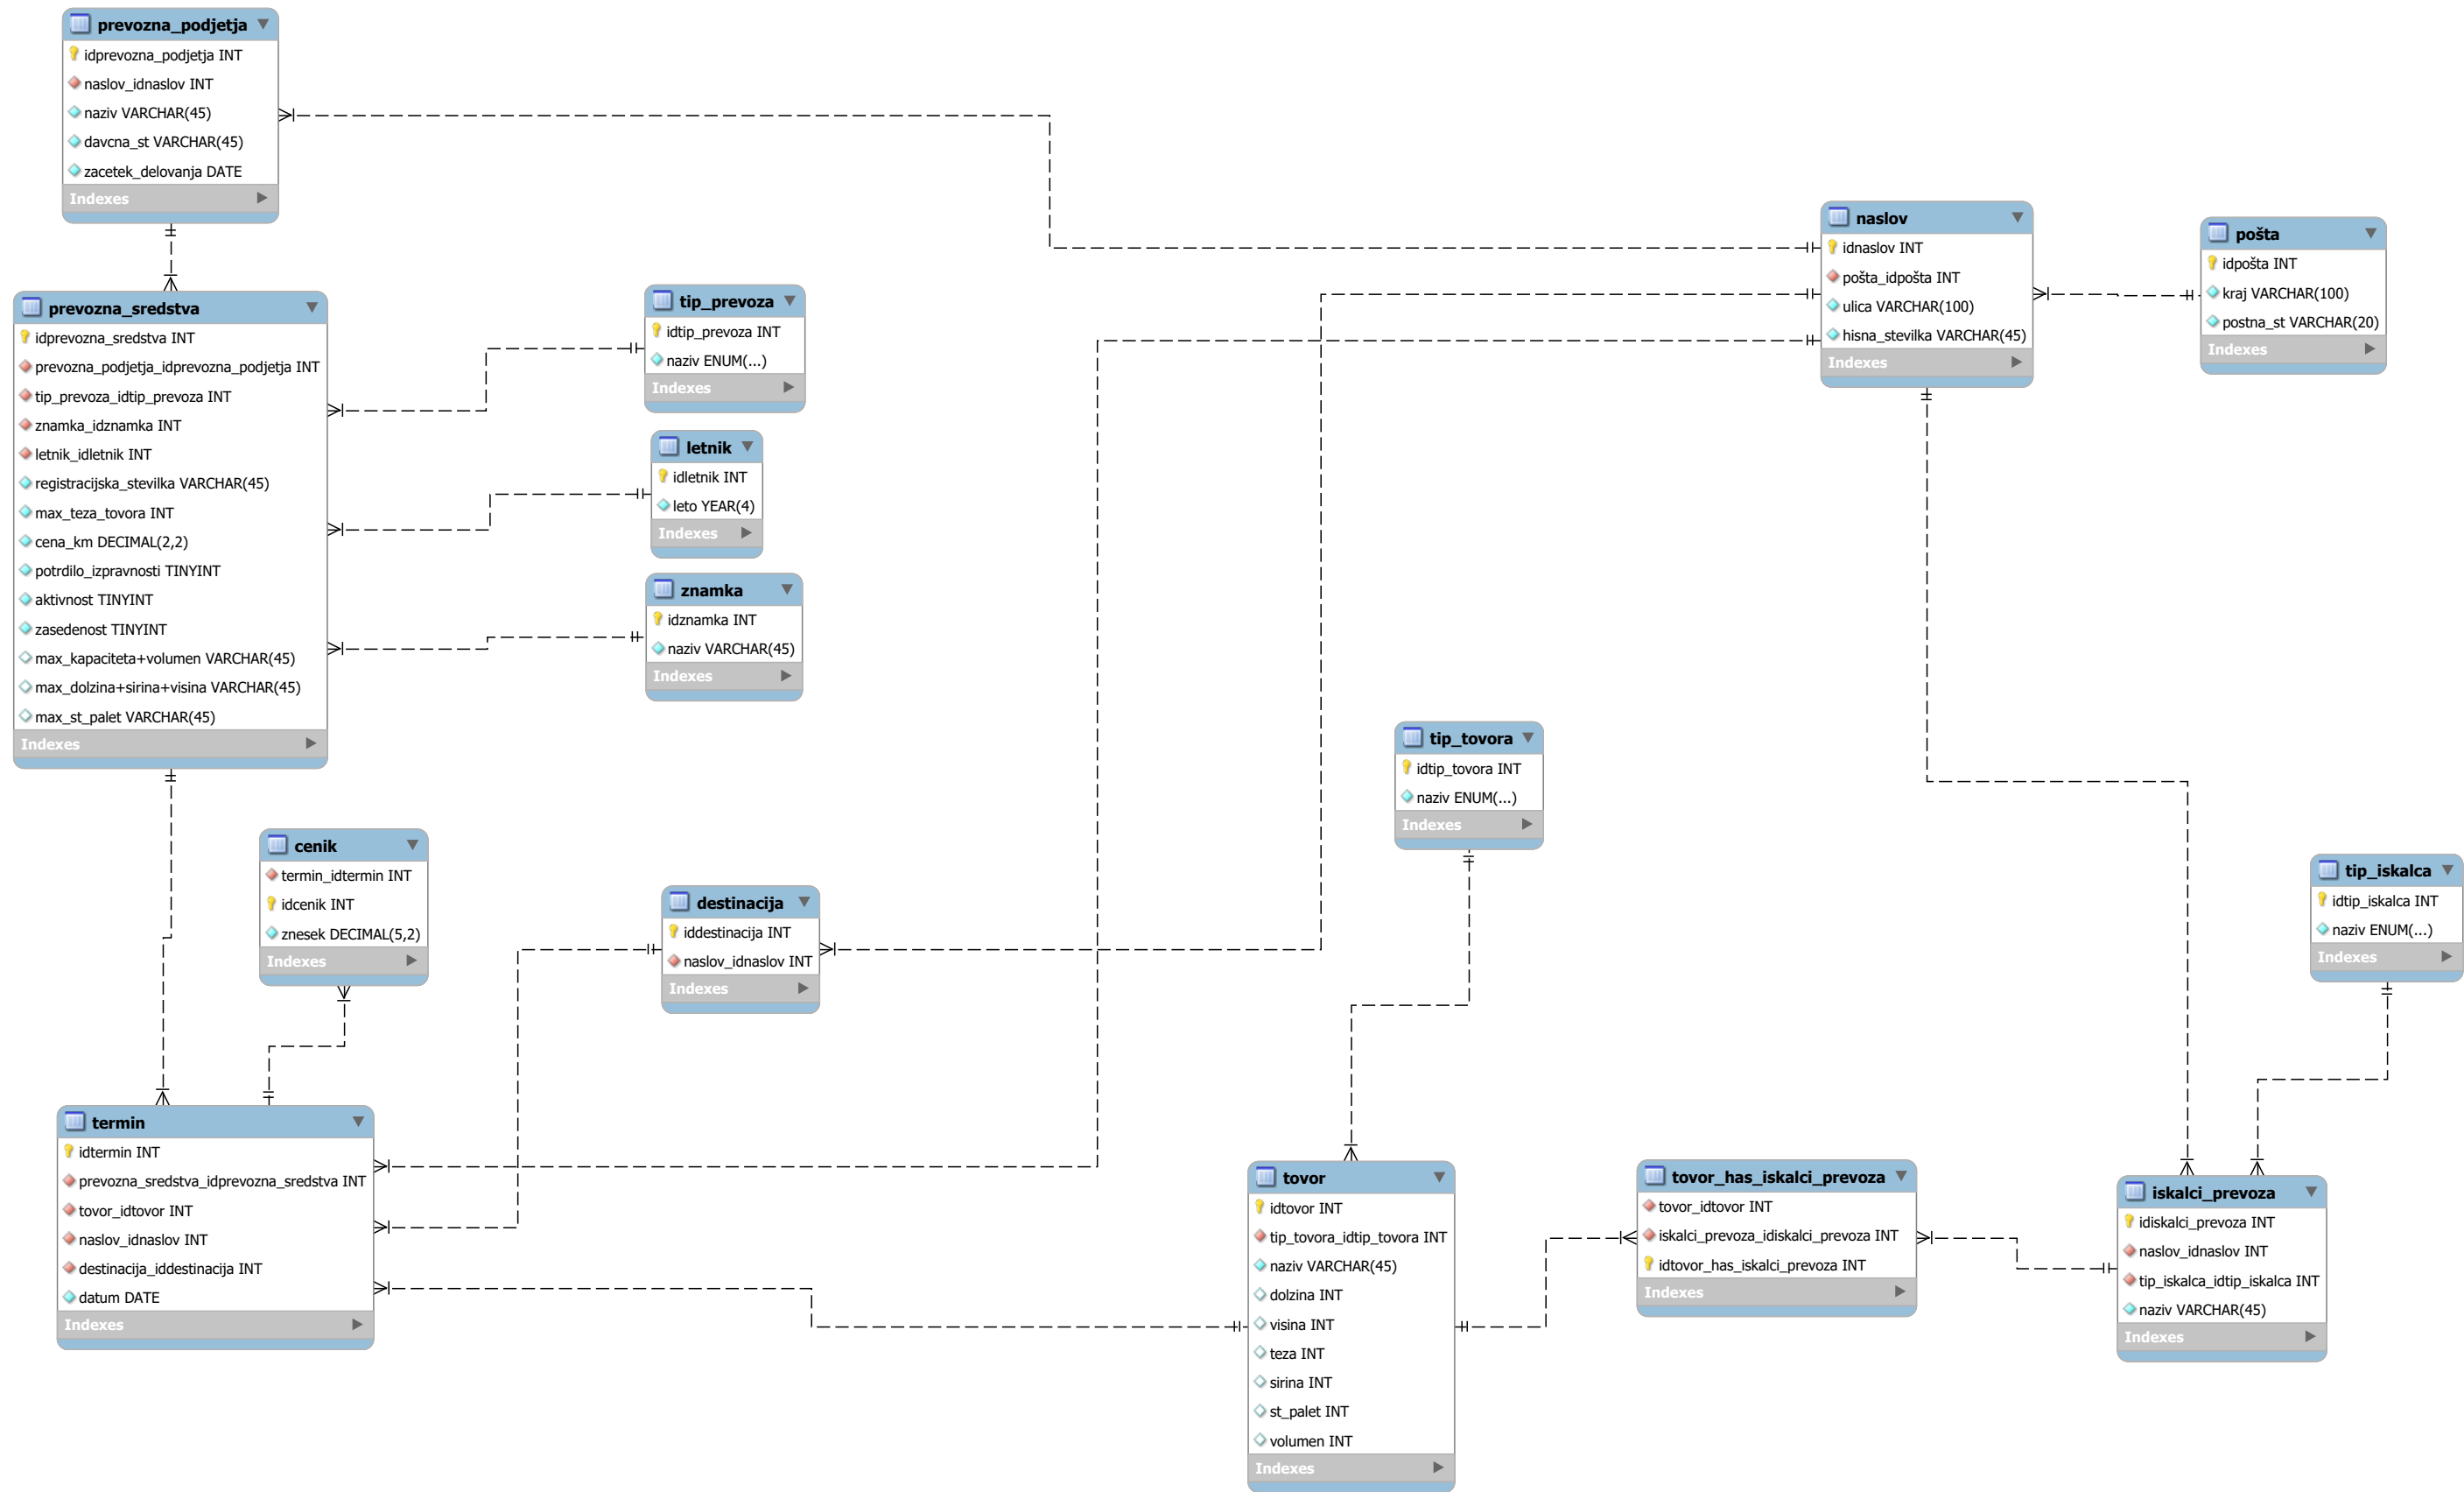 prevozna_podjetja
idprevozna_podjetja INT
naslov_idnaslov INT
naziv VARCHAR(45)
davcna_st VARCHAR(45)
zacetek_delovanja DATE
Indexes
prevozna_sredstva
idprevozna_sredstva INT
prevozna_podjetja_idprevozna_podjetja INT
tip_prevoza_idtip_prevoza INT
znamka_idznamka INT
letnik_idletnik INT
registracijska_stevilka VARCHAR(45)
max_teza_tovora INT
cena_km DECIMAL(2,2)
potrdilo_izpravnosti TINYINT
aktivnost TINYINT
zasedenost TINYINT
max_kapaciteta+volumen VARCHAR(45)
max_dolzina+sirina+visina VARCHAR(45)
max_st_palet VARCHAR(45)
Indexes
tip_prevoza
idtip_prevoza INT
naziv ENUM(...)
Indexes
letnik
idletnik INT
leto YEAR(4)
Indexes
znamka
idznamka INT
naziv VARCHAR(45)
Indexes
naslov
idnaslov INT
pošta_idpošta INT
ulica VARCHAR(100)
hisna_stevilka VARCHAR(45)
Indexes
pošta
idpošta INT
kraj VARCHAR(100)
postna_st VARCHAR(20)
Indexes
tip_tovora
idtip_tovora INT
naziv ENUM(...)
Indexes
cenik
termin_idtermin INT
idcenik INT
znesek DECIMAL(5,2)
Indexes
destinacija
iddestinacija INT
naslov_idnaslov INT
Indexes
tip_iskalca
idtip_iskalca INT
naziv ENUM(...)
Indexes
termin
idtermin INT
prevozna_sredstva_idprevozna_sredstva INT
tovor_idtovor INT
naslov_idnaslov INT
destinacija_iddestinacija INT
datum DATE
Indexes
tovor
idtovor INT
tip_tovora_idtip_tovora INT
naziv VARCHAR(45)
dolzina INT
visina INT
teza INT
sirina INT
st_palet INT
volumen INT
Indexes
tovor_has_iskalci_prevoza
tovor_idtovor INT
iskalci_prevoza_idiskalci_prevoza INT
idtovor_has_iskalci_prevoza INT
Indexes
iskalci_prevoza
idiskalci_prevoza INT
naslov_idnaslov INT
tip_iskalca_idtip_iskalca INT
naziv VARCHAR(45)
Indexes